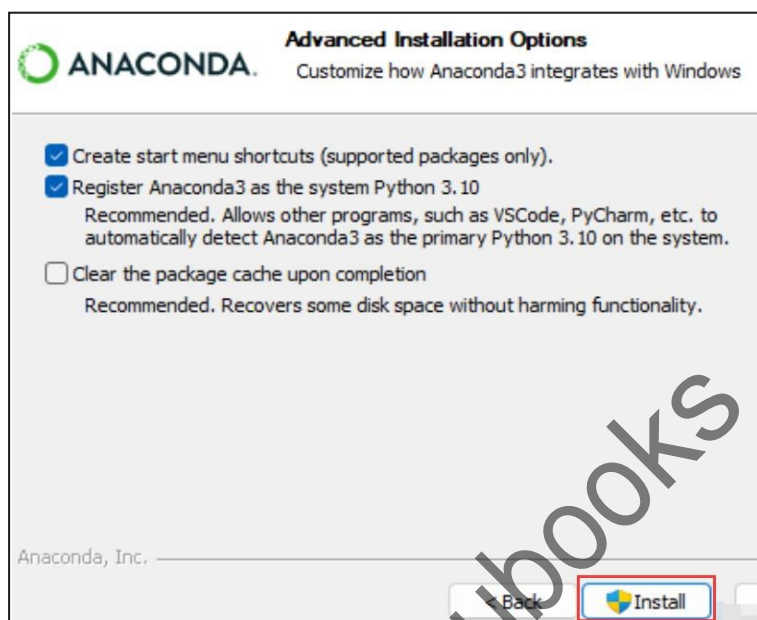 ANACONDA.
Advanced Installation Options
Customize how Anaconda3 integrates with Windows
Create start menu shortcuts (supported packages only).
Register Anaconda3 as the system Python 3.10
Recommended. Allows other programs, such as VSCode, PyCharm, etc. to
automatically detect Anaconda3 as the primary Python 3.10 on the system.
Clear the package cache upon completion
Recommended. Recovers some disk space without harming functionality.
Anaconda, Inc.
< Back
Install
ubooks